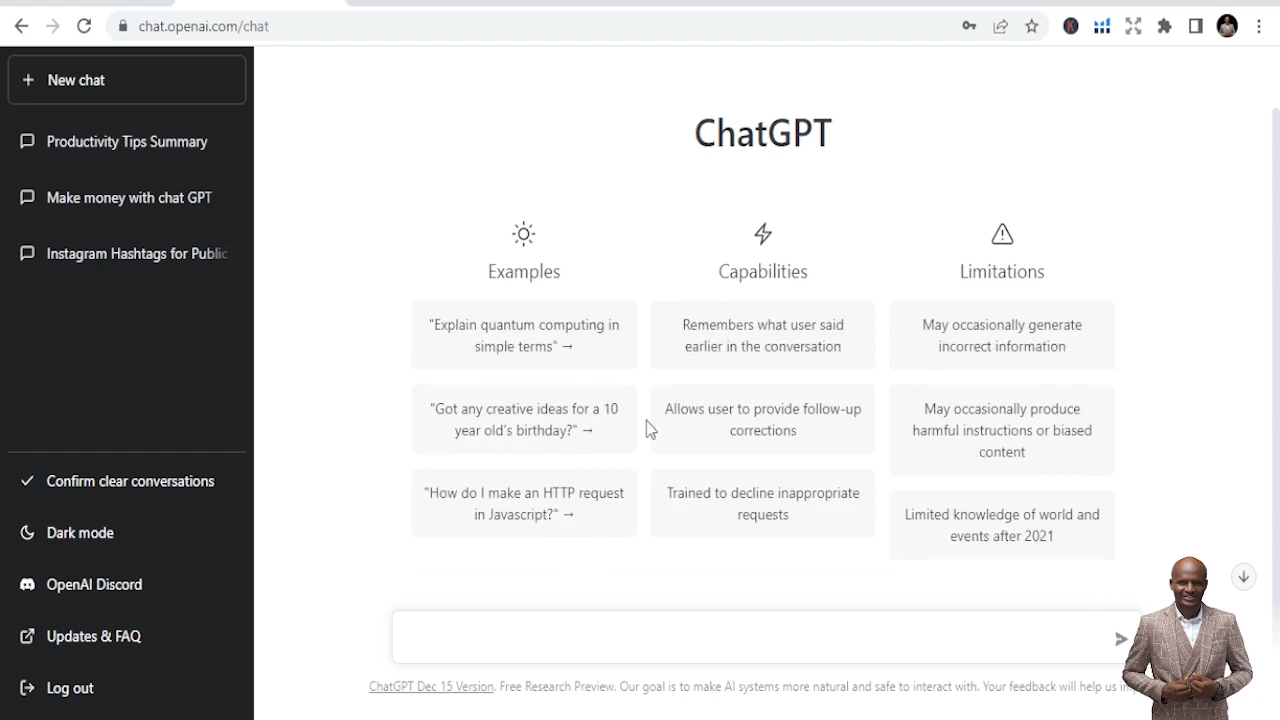 chat.openai.com/chat
New chat
Productivity Tips Summary
Make money with chat GPT
Instagram Hashtags for Public
Confirm clear conversations
Dark mode
OpenAI Discord
Updates & FAQ
Log out
ChatGPT
Examples
"Explain quantum computing in
simple terms" →
"Got any creative ideas for a 10
year old's birthday?" →
"How do I make an HTTP request
in Javascript?" →
Capabilities
Remembers what user said
earlier in the conversation
Allows user to provide follow-up
corrections
Trained to decline inappropriate
requests
Limitations
May occasionally generate
incorrect information
May occasionally produce
harmful instructions or biased
content
Limited knowledge of world and
events after 2021
ChatGPT Dec 15 Version. Free Research Preview. Our goal is to make AI systems more natural and safe to interact with. Your feedback will help us